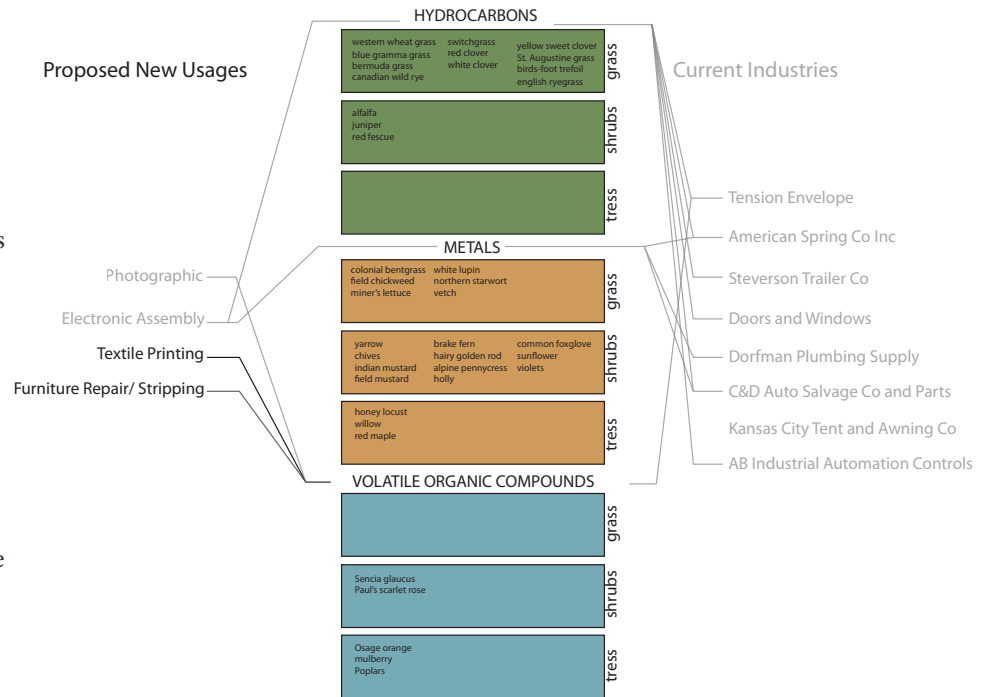 HYDROCARBONS
Proposed New Usages
Current Industries
western wheat grass
blue gramma grass
bermuda grass
canadian wild rye
switchgrass
red clover
white clover
yellow sweet clover
St. Augustine grass
birds-foot trefoil
english ryegrass
grass
alfalfa
juniper
red fescue
shrubs
tress
METALS
colonial bentgrass
field chickweed
miner's lettuce
white lupin
northern starwort
vetch
grass
yarrow
chives
indian mustard
field mustard
brake fern
hairy golden rod
alpine pennycress
holly
common foxglove
sunflower
violets
shrubs
honey locust
willow
red maple
tress
VOLATILE ORGANIC COMPOUNDS
grass
Sencia glaucus
Paul's scarlet rose
shrubs
Osage orange
mulberry
Poplars
tress
s
Photographic
Electronic Assembly
Textile Printing
Furniture Repair/ Stripping
e
Tension Envelope
American Spring Co Inc
Steverson Trailer Co
Doors and Windows
Dorfman Plumbing Supply
C&D Auto Salvage Co and Parts
Kansas City Tent and Awning Co
AB Industrial Automation Controls